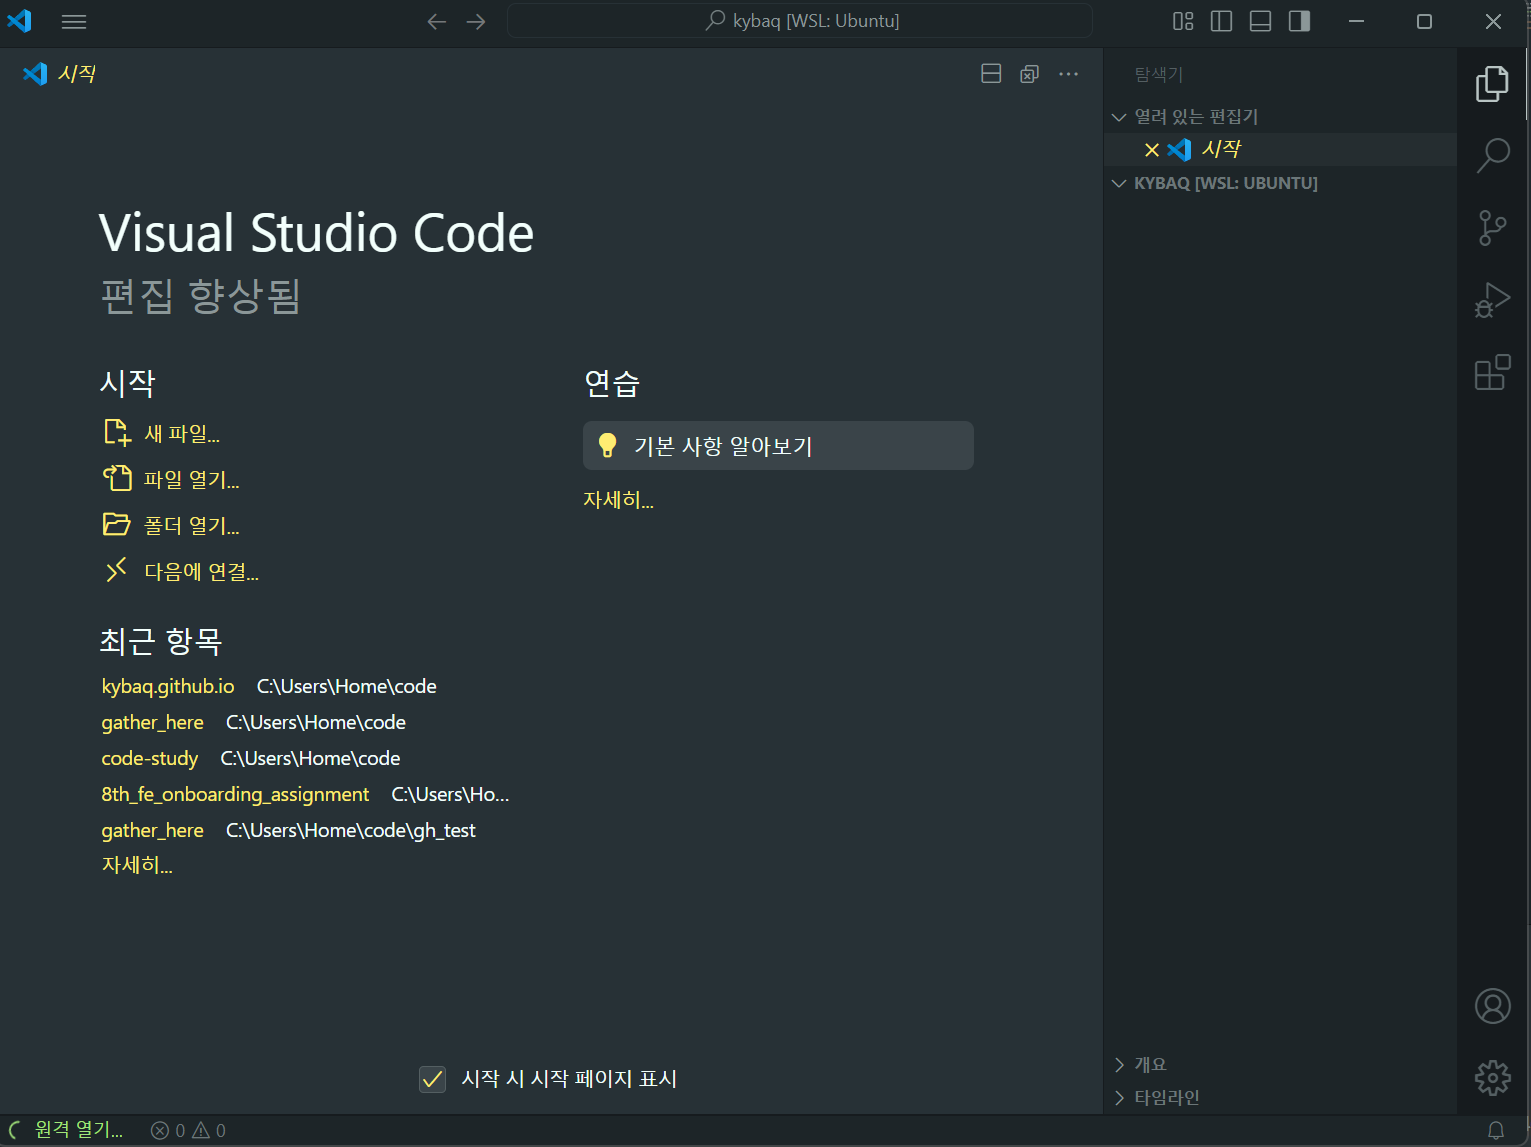 kybaq [WSL: Ubuntu]
시작
Visual Studio Code
편집 향상됨
시작
새 파일...
파일 열기...
폴더 열기...
다음에 연결...
최근 항목
kybaq.github.io C:\Users\Home\code
gather_here C:\Users\Home\code
code-study C:\Users\Home\code
8th_fe_onboarding_assignment C:\Users\Ho...
gather_here C:\Users\Home\code\gh_test
자세히...
연습
기본 사항 알아보기
자세히...
시작 시 시작 페이지 표시
탐색기
열려 있는 편집기
시작
KYBAQ [WSL: UBUNTU]
개요
타임라인
원격 열기... 0 0